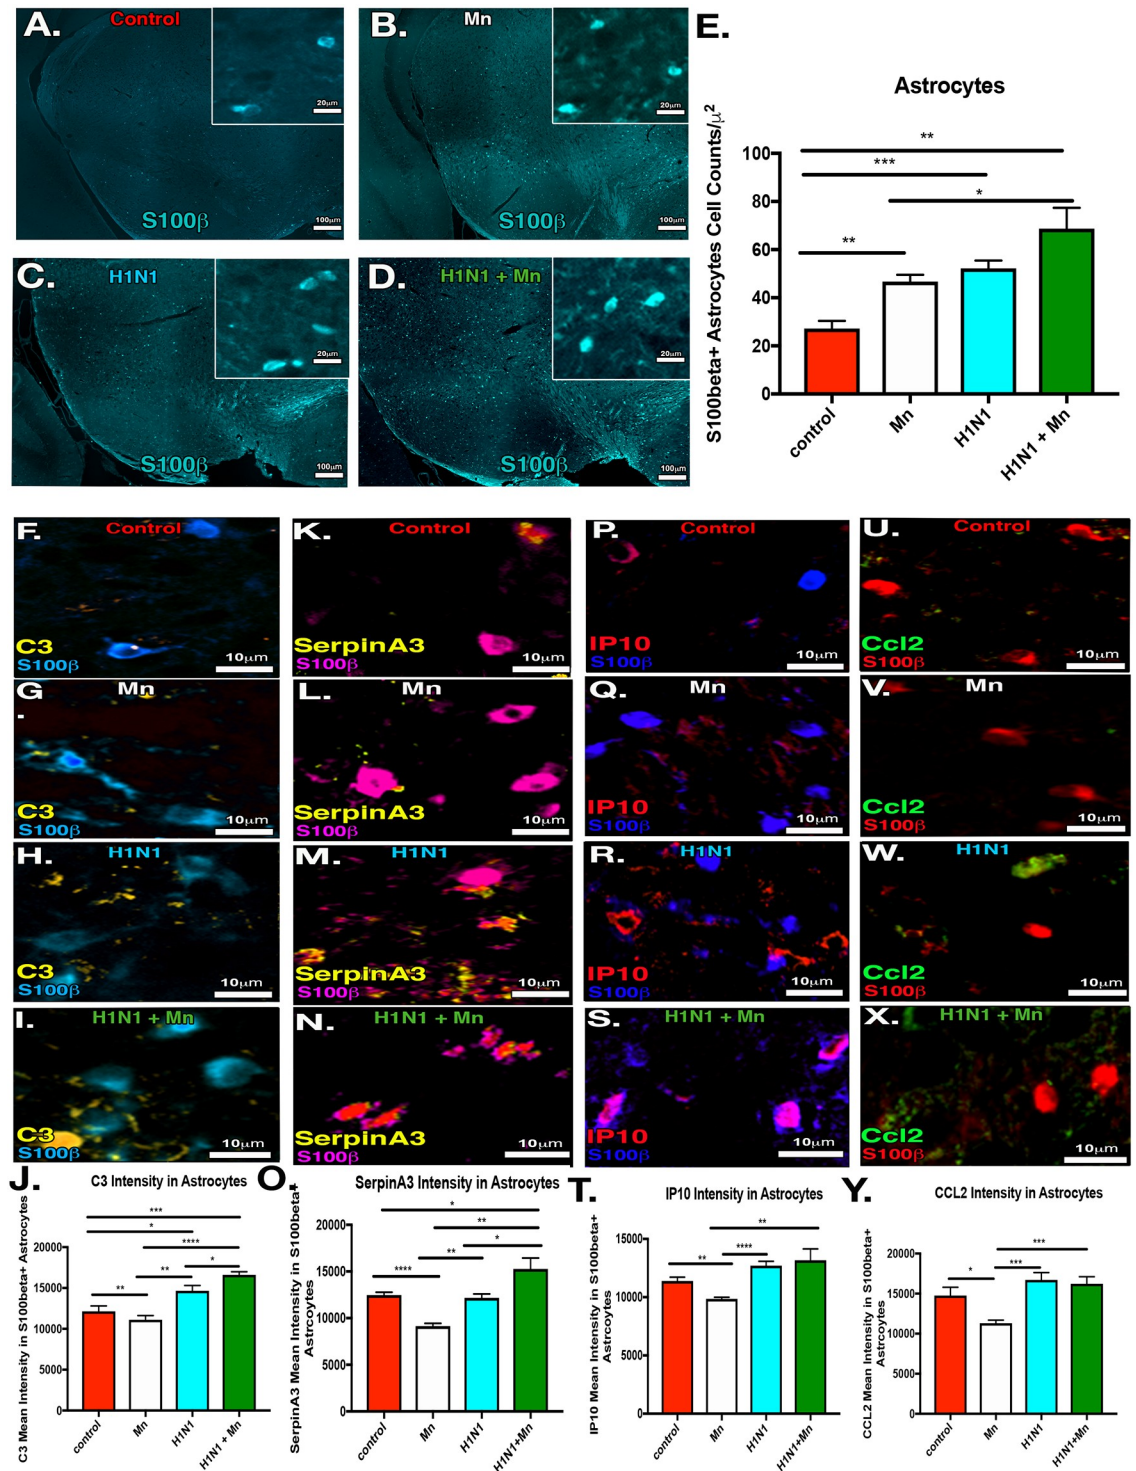 A.
Control
20µm
S100β
100µm
B.
Mn
20µm
S100β
100µm
C.
H1N1
20µm
S100β
100µm
D.
H1N1 + Mn
20µm
S100β
100µm
E.
Astrocytes
S100beta+ Astrocytes Cell Counts/µ²
100
80
60
40
20
0
**
***
*
**
control
Mn
H1N1
H1N1 + Mn
F.
Control
C3
S100β
10µm
K.
Control
SerpinA3
S100β
10µm
P.
Control
IP10
S100β
10µm
U.
Control
Ccl2
S100β
10µm
G
.
Mn
C3
S100β
10µm
L.
Mn
SerpinA3
S100β
10µm
Q.
Mn
IP10
S100β
10µm
V.
Mn
Ccl2
S100β
10µm
H.
H1N1
C3
S100β
10µm
M.
H1N1
SerpinA3
S100β
10µm
R.
H1N1
IP10
S100β
10µm
W.
H1N1
Ccl2
S100β
10µm
I.
H1N1 + Mn
C3
S100β
10µm
N.
H1N1 + Mn
SerpinA3
S100β
10µm
S.
H1N1 + Mn
IP10
S100β
10µm
X.
H1N1 + Mn
Ccl2
S100β
10µm
J.
C3 Intensity in Astrocytes
C3 Mean Intensity in S100beta+ Astrocytes
20000
15000
10000
5000
0
***
*
****
**
*
**
control
Mn
H1N1
H1N1 + Mn
O.
SerpinA3 Intensity in Astrocytes
SerpinA3 Mean Intensity in S100beta+
Astrcoytes
20000
15000
10000
5000
0
*
**
*
**
****
control
Mn
H1N1
H1N1+Mn
T.
IP10 Intensity in Astrocytes
IP10 Mean Intensity in S100beta+
Astrcoytes
15000
10000
5000
0
**
**
****
control
Mn
H1N1
H1N1+Mn
Y.
CCL2 Intensity in Astrocytes
CCL2 Mean Intensity in S100beta+
Astrcoytes
20000
15000
10000
5000
0
***
*
***
control
Mn
H1N1
H1N1+Mn